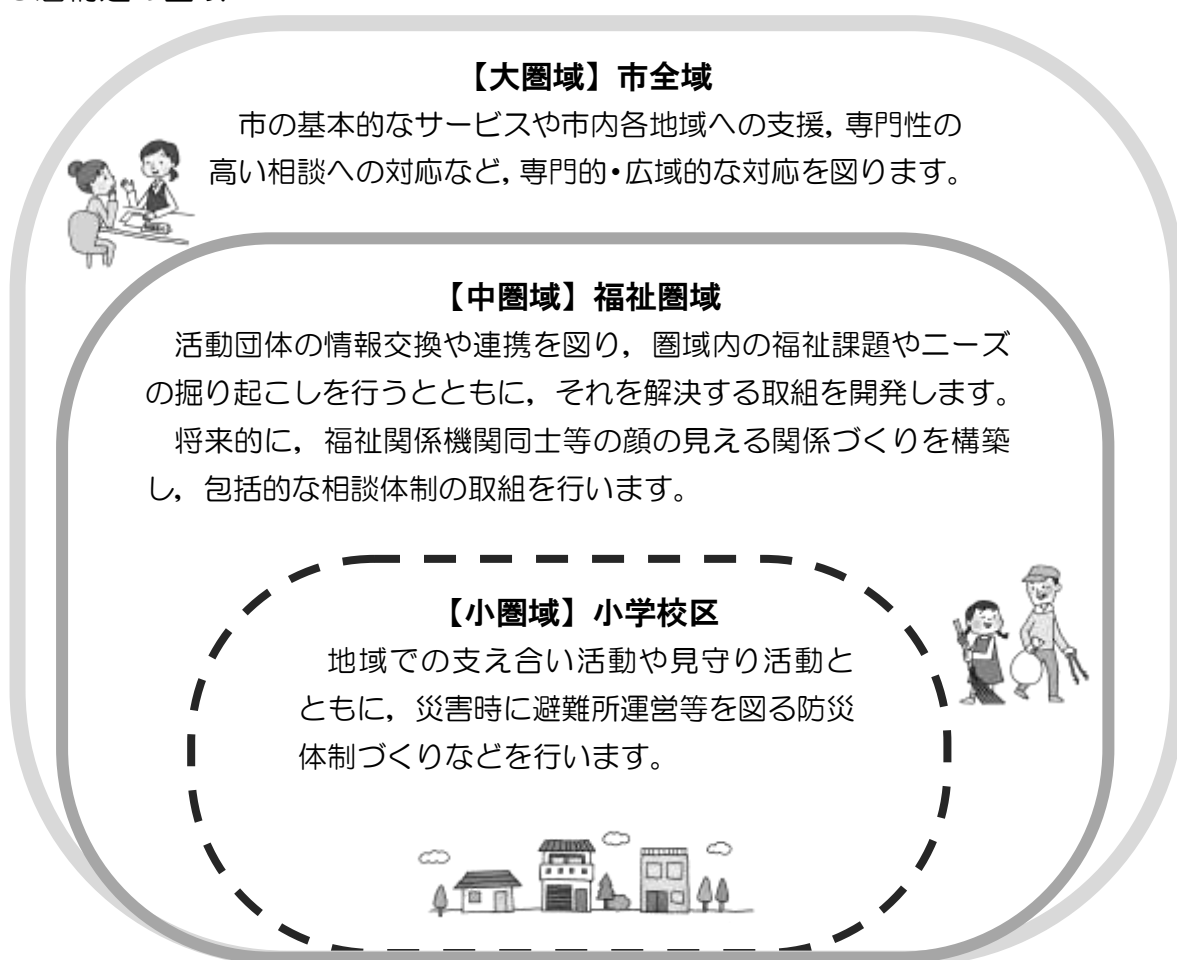 【大圏域】市全域
市の基本的なサービスや市内各地域への支援，専門性の
高い相談への対応など，専門的・広域的な対応を図ります。
【中圏域】福祉圏域
活動団体の情報交換や連携を図り，圏域内の福祉課題やニーズ
の掘り起こしを行うとともに，それを解決する取組を開発します。
将来的に，福祉関係機関同士等の顔の見える関係づくりを構築
し，包括的な相談体制の取組を行います。
【小圏域】小学校区
地域での支え合い活動や見守り活動と
ともに，災害時に避難所運営等を図る防災
体制づくりなどを行います。